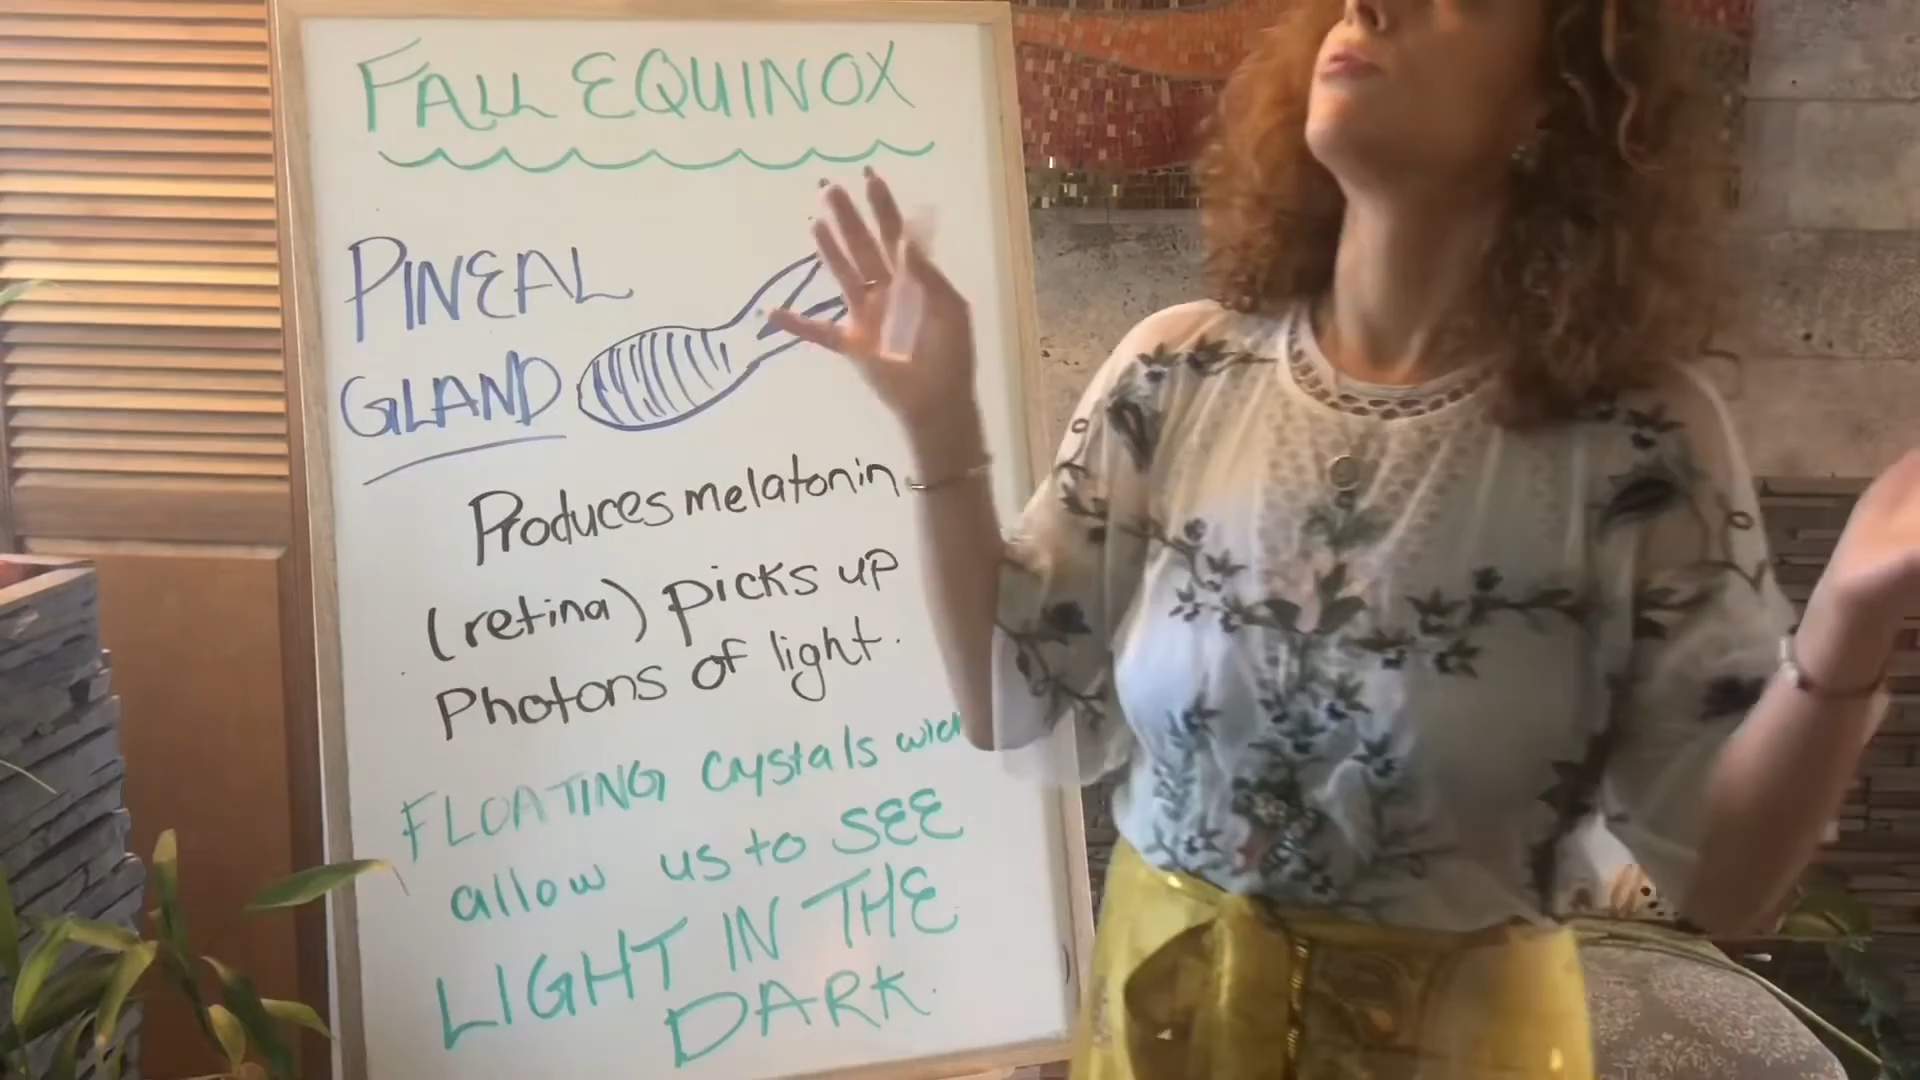 FALL EQUINOX
PINEAL
GLAND
Produces melatonin
(retina) picks up
Photons of light.
FLOATING crystals
allow us to SEE
LIGHT IN THE
DARK.